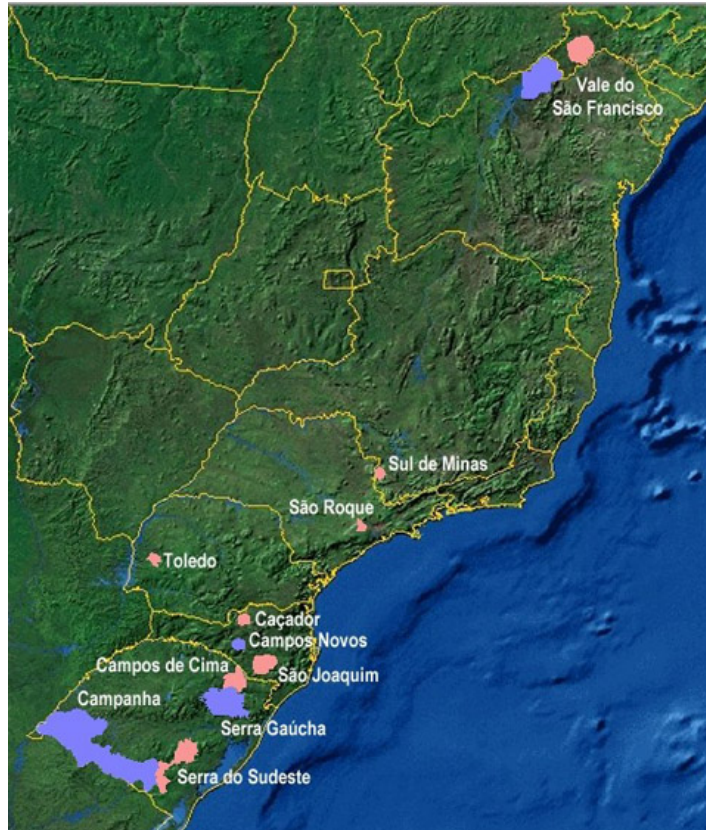 Vale do
São Francisco
Sul de Minas
São Roque
Toledo
Caçador
Campos Novos
Campos de Cima
São Joaquim
Campanha
Serra Gaúcha
Serra do Sudeste